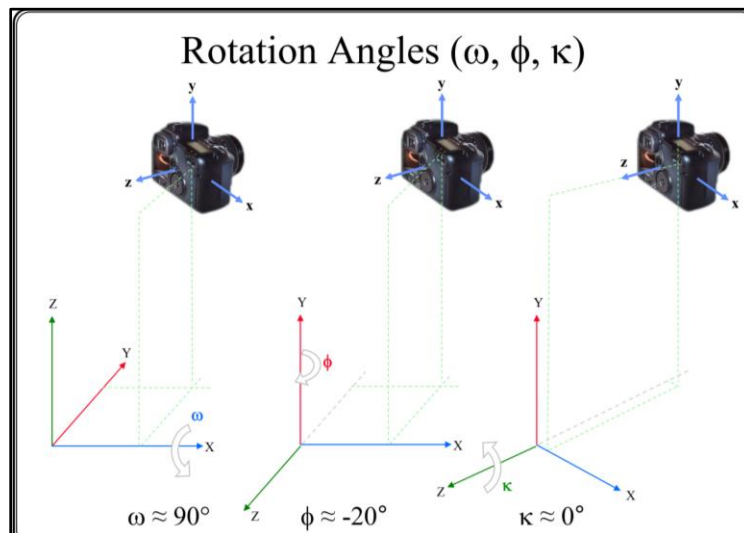 Rotation Angles (ω, ϕ, κ)
y y y
z z z
x x x
Z Y Y
Y ϕ
ω
X X Z κ X
Z
ω ≈ 90° ϕ ≈ -20° κ ≈ 0°